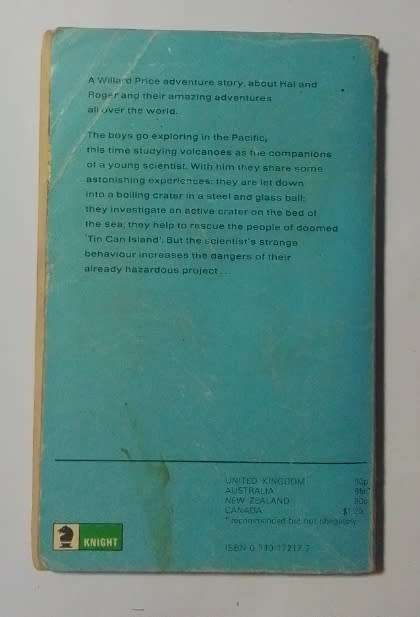 A Willard Price adventure story, about Hal and
Roger and their amazing adventures
all over the world.
The boys go exploring in the Pacific,
this time studying volcanoes as the companions
of a young scientist. With him they share some
astonishing experiences: they are let down
into a boiling crater in a steel and glass ball;
they investigate an active crater on the bed of
the sea; they help to rescue the people of doomed
'Tin Can Island'. But the scientist's strange
behaviour increases the dangers of their
already hazardous project . . .
UNITED KINGDOM
AUSTRALIA
NEW ZEALAND
CANADA
* recommended but not obligatory
KNIGHT
ISBN 0 340 17217 7